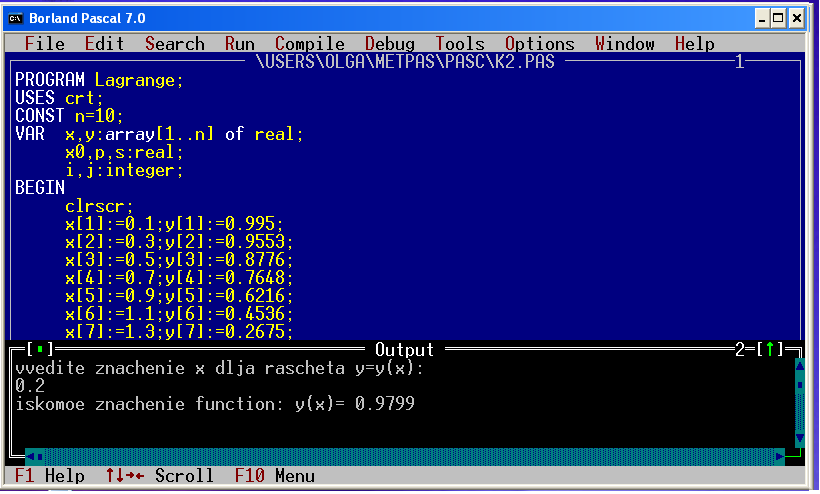 Borland Pascal 7.0
File Edit Search Run Compile Debug Tools Options Window Help
\USERS\OLGA\METPAS\PASC\K2.PAS 1
PROGRAM Lagrange;
USES crt;
CONST n=10;
VAR x,y:array[1..n] of real;
x0,p,s:real;
i,j:integer;
BEGIN
clrscr;
x[1]:=0.1;y[1]:=0.995;
x[2]:=0.3;y[2]:=0.9553;
x[3]:=0.5;y[3]:=0.8776;
x[4]:=0.7;y[4]:=0.7648;
x[5]:=0.9;y[5]:=0.6216;
x[6]:=1.1;y[6]:=0.4536;
x[7]:=1.3;y[7]:=0.2675;
Output 2=[↑]
vvedite znachenie x dlja rascheta y=y(x):
0.2
iskomoe znachenie function: y(x)= 0.9799
F1 Help ↑↓→← Scroll F10 Menu